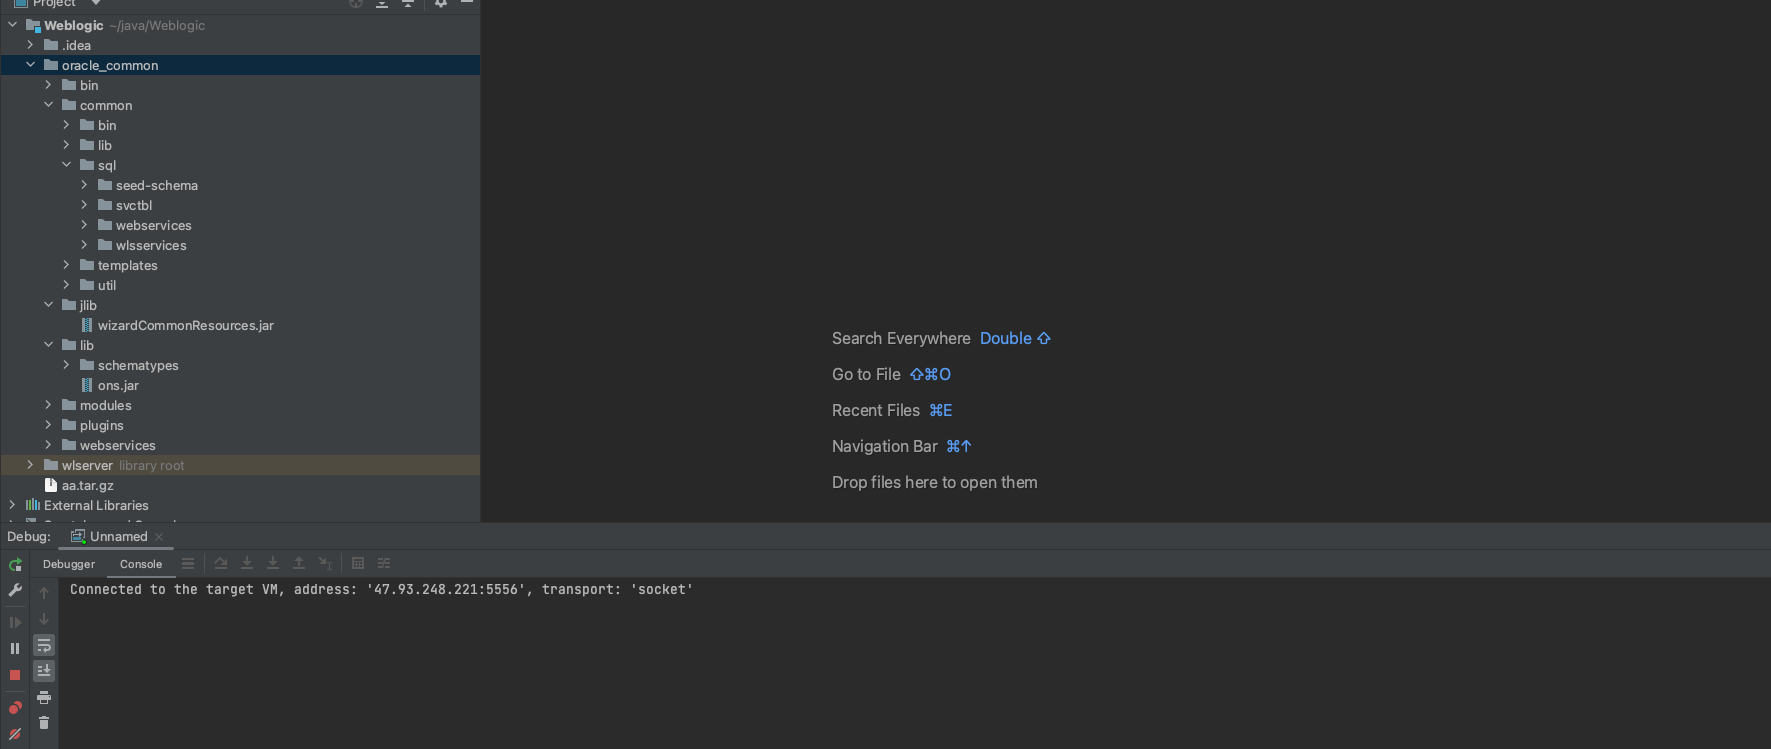 Project
Weblogic ~/java/Weblogic
.idea
oracle_common
bin
common
bin
lib
sql
seed-schema
svctbl
webservices
wlsservices
templates
util
jlib
wizardCommonResources.jar
lib
schematypes
ons.jar
modules
plugins
webservices
wlserver library root
aa.tar.gz
External Libraries
Search Everywhere Double ⇧
Go to File ⇧⌘O
Recent Files ⌘E
Navigation Bar ⌘↑
Drop files here to open them
Debug: Unnamed
Debugger Console
Connected to the target VM, address: '47.93.248.221:5556', transport: 'socket'